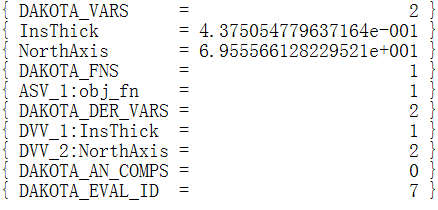 { DAKOTA_VARS     =                      2 }
{ InsThick        = 4.375054779637164e-001 }
{ NorthAxis       = 6.955566128229521e+001 }
{ DAKOTA_FNS      =                      1 }
{ ASV_1:obj_fn    =                      1 }
{ DAKOTA_DER_VARS =                      2 }
{ DVV_1:InsThick  =                      1 }
{ DVV_2:NorthAxis =                      2 }
{ DAKOTA_AN_COMPS =                      0 }
{ DAKOTA_EVAL_ID  =                      7 }